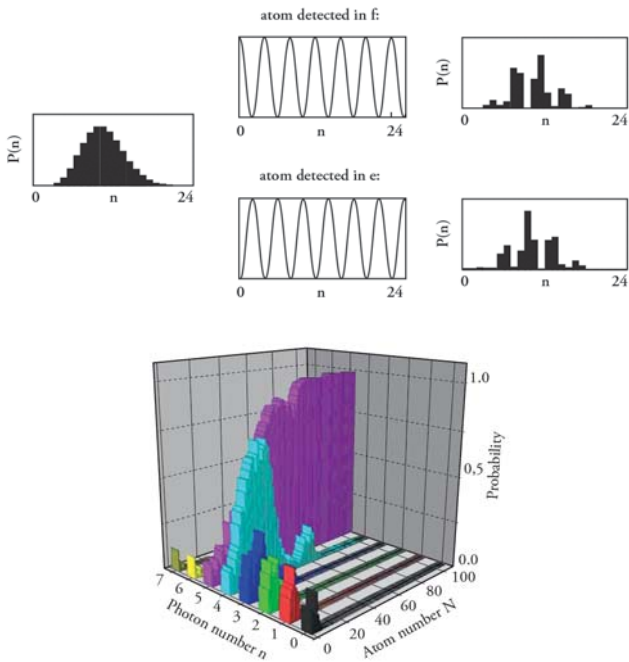 atom detected in f:
P(n)
0 n 24
P(n)
0 n 24
P(n)
0 n 24
atom detected in e:
0 n 24
P(n)
0 n 24
1.0
0,5
0.0
Probability
7 6 5 4 3 2 1 0
Photon number n
0 20 40 60 80 100
Atom number N